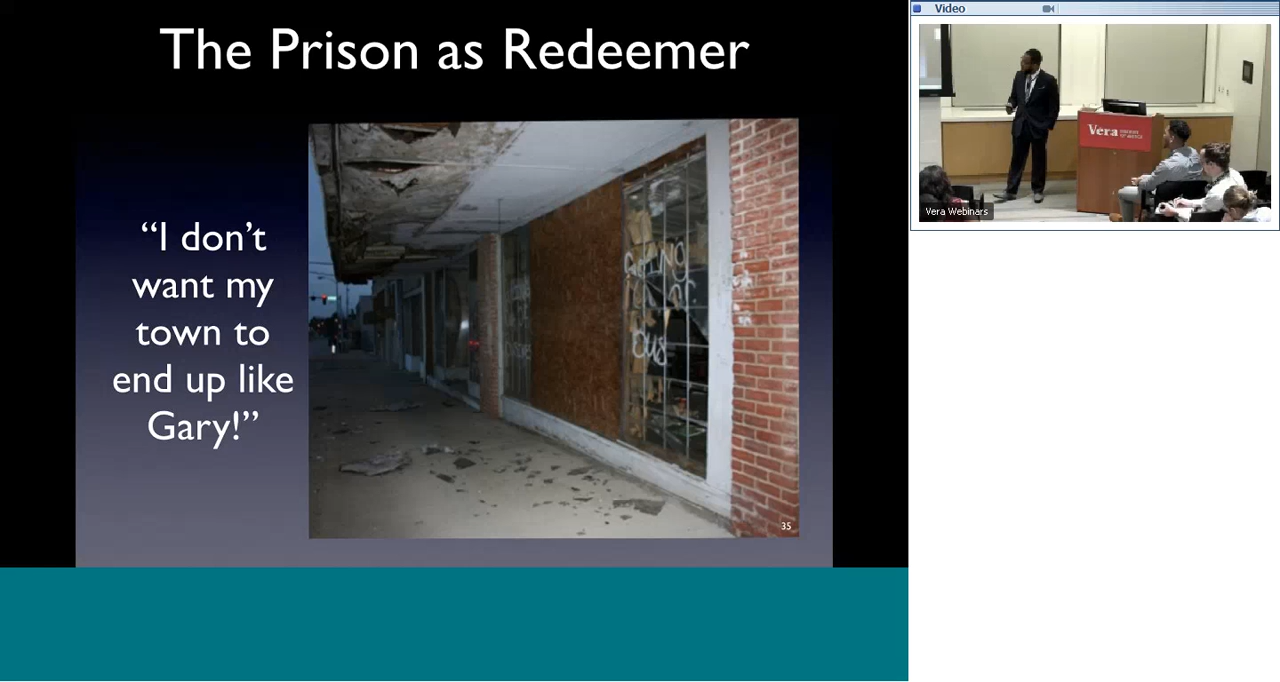 The Prison as Redeemer
“I don’t
want my
town to
end up like
Gary!”
35
Video
Vera
Vera Webinars